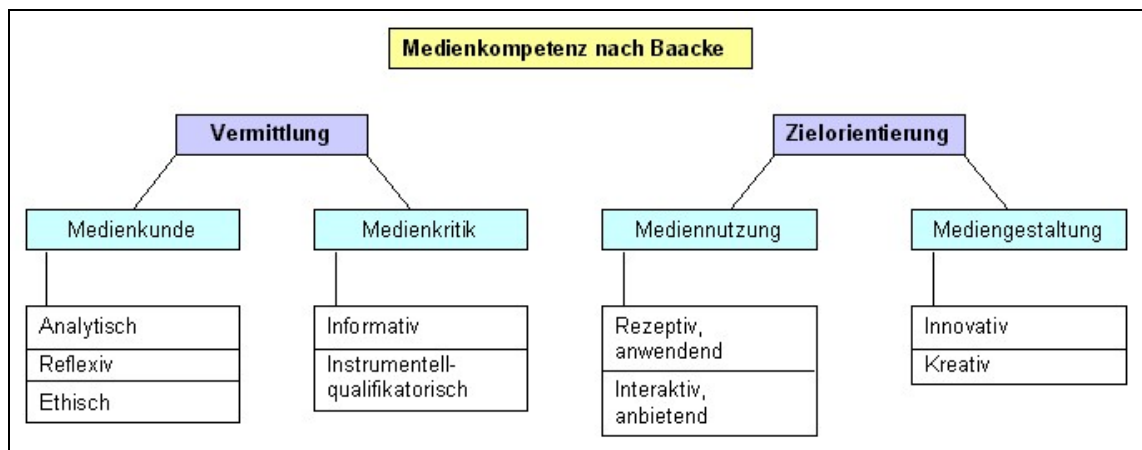 Medienkompetenz nach Baacke
Vermittlung
Zielorientierung
Medienkunde
Medienkritik
Mediennutzung
Mediengestaltung
Analytisch
Reflexiv
Ethisch
Informativ
Instrumentell-
qualifikatorisch
Rezeptiv,
anwendend
Interaktiv,
anbietend
Innovativ
Kreativ